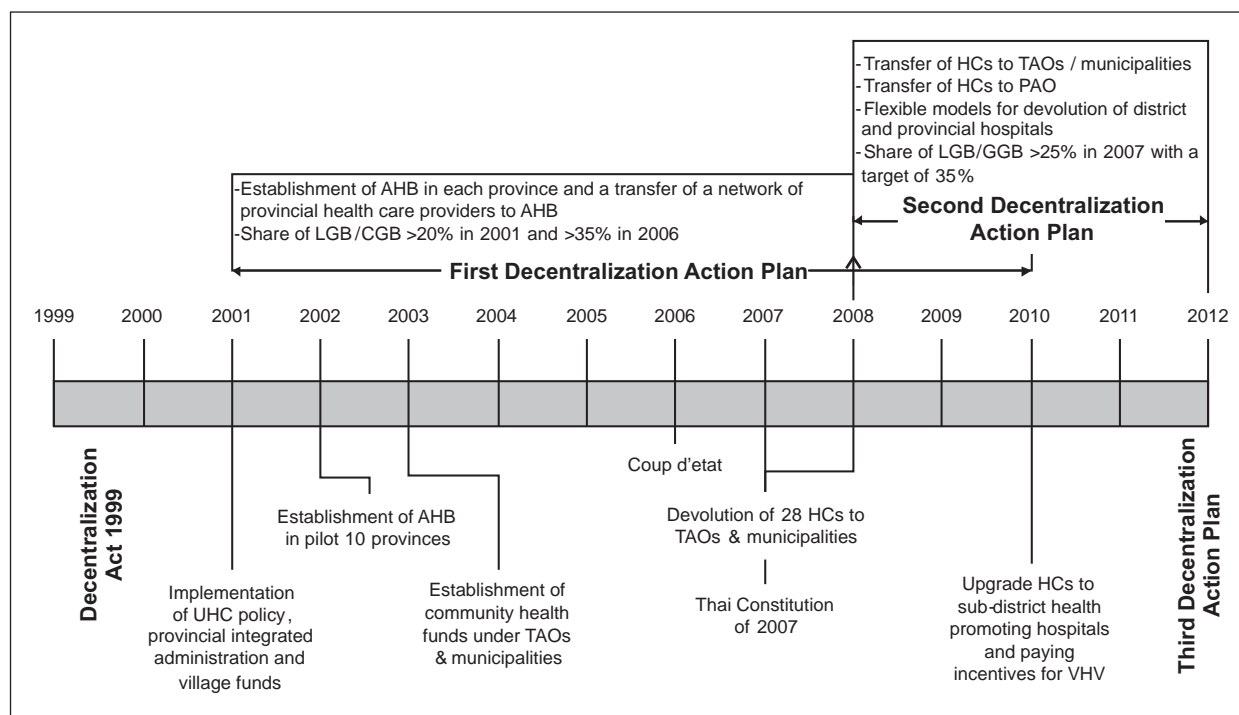 -Transfer of HCs to TAOs / municipalities
-Transfer of HCs to PAO
-Flexible models for devolution of district
and provincial hospitals
-Share of LGB/GGB >25% in 2007 with a
target of 35%
-Establishment of AHB in each province and a transfer of a network of
provincial health care providers to AHB
-Share of LGB/CGB >20% in 2001 and >35% in 2006
Second Decentralization
Action Plan
First Decentralization Action Plan
1999 2000 2001 2002 2003 2004 2005 2006 2007 2008 2009 2010 2011 2012
Decentralization
Act 1999
Implementation
of UHC policy,
provincial integrated
administration and
village funds
Establishment of AHB
in pilot 10 provinces
Establishment of
community health
funds under TAOs
& municipalities
Coup d'etat
Devolution of 28 HCs to
TAOs & municipalities
Thai Constitution
of 2007
Upgrade HCs to
sub-district health
promoting hospitals
and paying
incentives for VHV
Third Decentralization
Action Plan